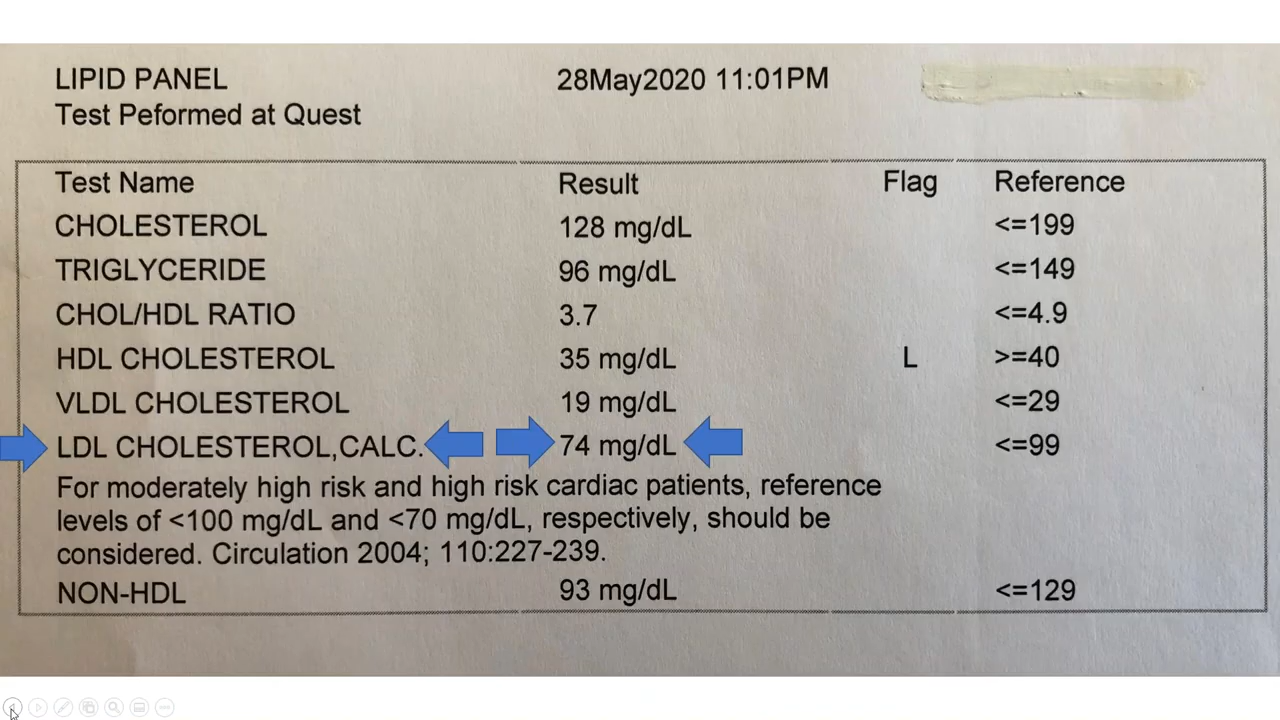 LIPID PANEL 28May2020 11:01PM
Test Peformed at Quest
Test Name Result Flag Reference
CHOLESTEROL 128 mg/dL <=199
TRIGLYCERIDE 96 mg/dL <=149
CHOL/HDL RATIO 3.7 <=4.9
HDL CHOLESTEROL 35 mg/dL L >=40
VLDL CHOLESTEROL 19 mg/dL <=29
LDL CHOLESTEROL,CALC. 74 mg/dL <=99
For moderately high risk and high risk cardiac patients, reference
levels of <100 mg/dL and <70 mg/dL, respectively, should be
considered. Circulation 2004; 110:227-239.
NON-HDL 93 mg/dL <=129